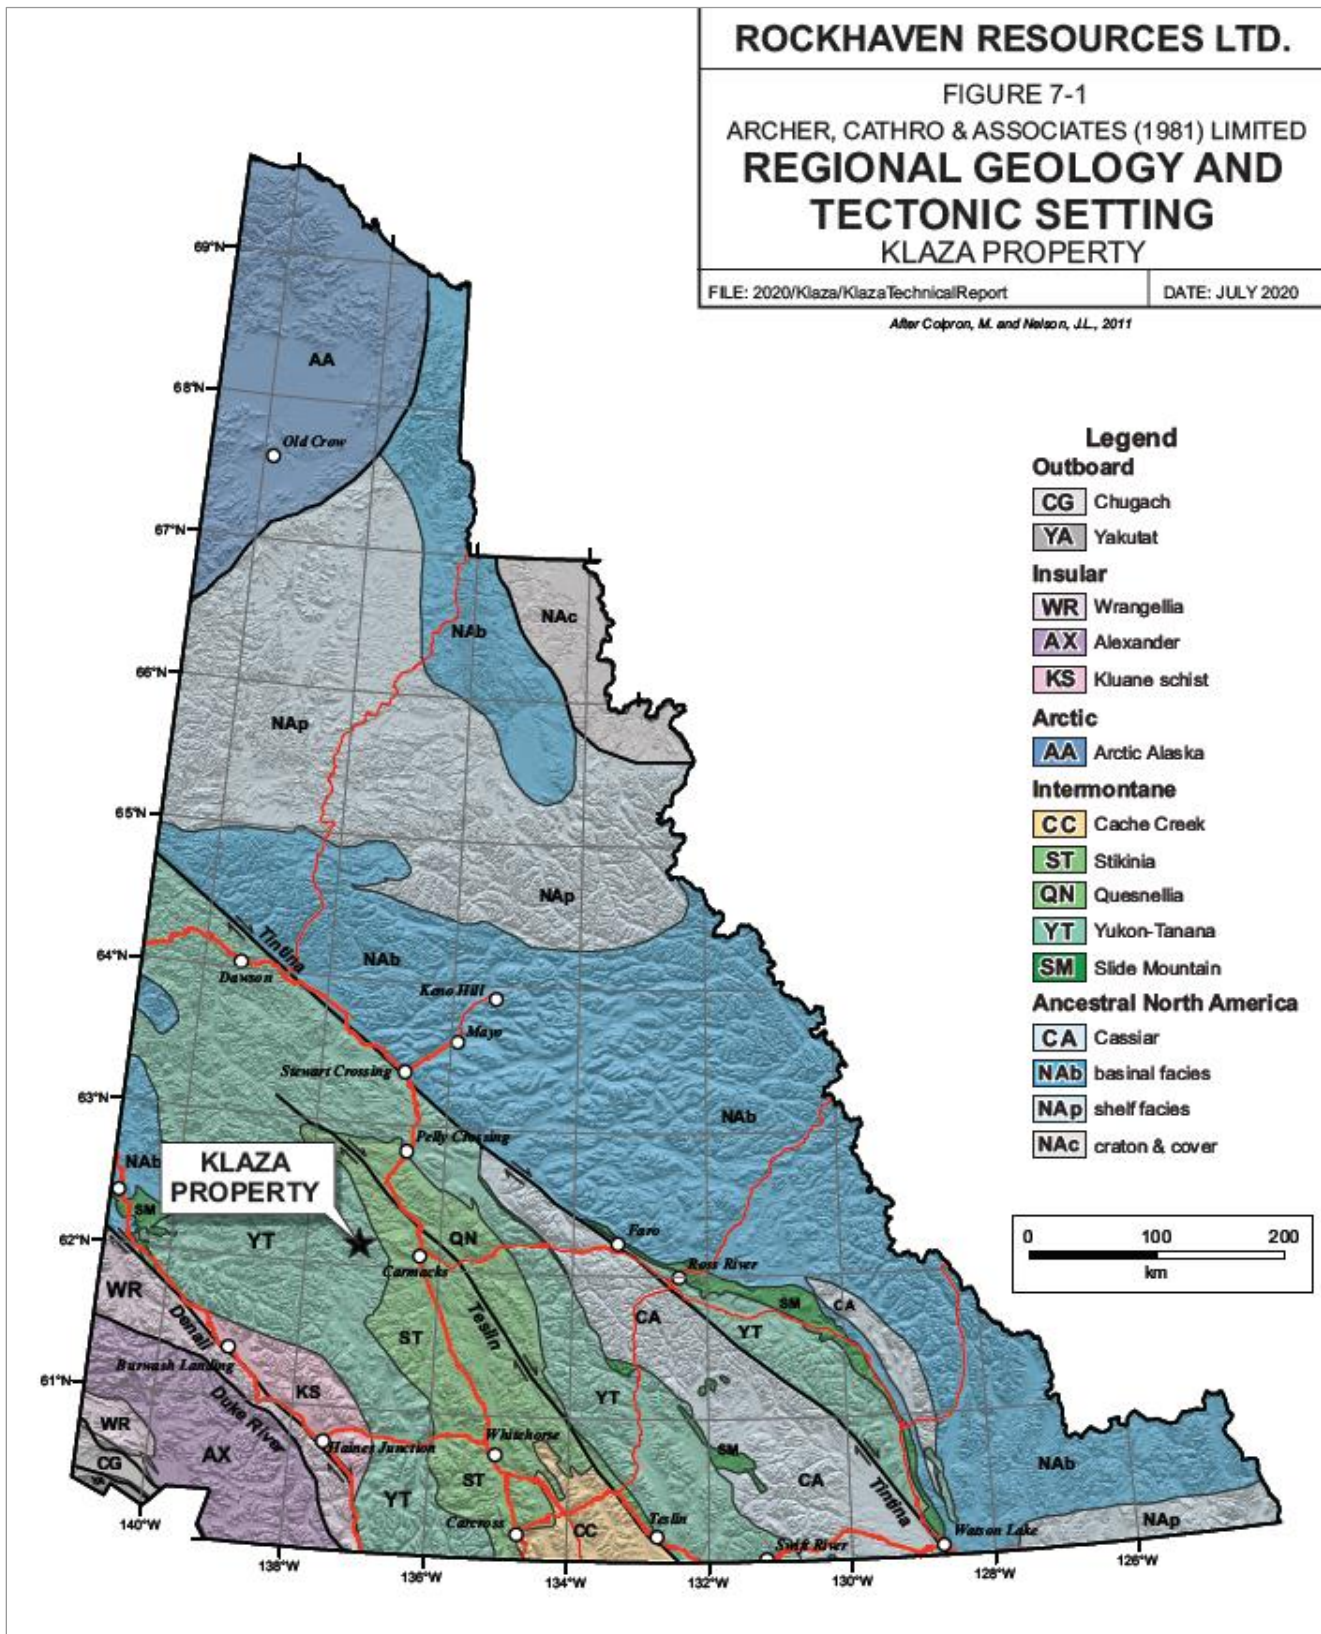 ROCKHAVEN RESOURCES LTD.
FIGURE 7-1
ARCHER, CATHRO & ASSOCIATES (1981) LIMITED
REGIONAL GEOLOGY AND
TECTONIC SETTING
KLAZA PROPERTY
FILE: 2020/Klaza/KlazaTechnicalReport
DATE: JULY 2020
After Colpron, M. and Nelson, J.L., 2011
69°N
AA
68°N
Old Crow
67°N
NAc
NAb
66°N
NAp
65°N
NAp
Tintina
64°N
NAb
Dawson
Keno Hill
Mayo
Stewart Crossing
63°N
NAb
Pelly Crossing
NAb
KLAZA
PROPERTY
SM
62°N
YT
QN
Faro
Carmacks
Ross River
WR
SM
CA
Denali
Teslin
ST
CA
YT
Burwash Landing
61°N
KS
YT
Duke River
WR
AX
Haines Junction
Whitehorse
SM
CG
YA
ST
CA
NAb
YT
Tintina
Carcross
CC
Teslin
Swift River
Watson Lake
NAp
140°W
138°W
136°W
134°W
132°W
130°W
128°W
126°W
Legend
Outboard
CG Chugach
YA Yakutat
Insular
WR Wrangellia
AX Alexander
KS Kluane schist
Arctic
AA Arctic Alaska
Intermontane
CC Cache Creek
ST Stikinia
QN Quesnellia
YT Yukon-Tanana
SM Slide Mountain
Ancestral North America
CA Cassiar
NAb basinal facies
NAp shelf facies
NAc craton & cover
0 100 200
km